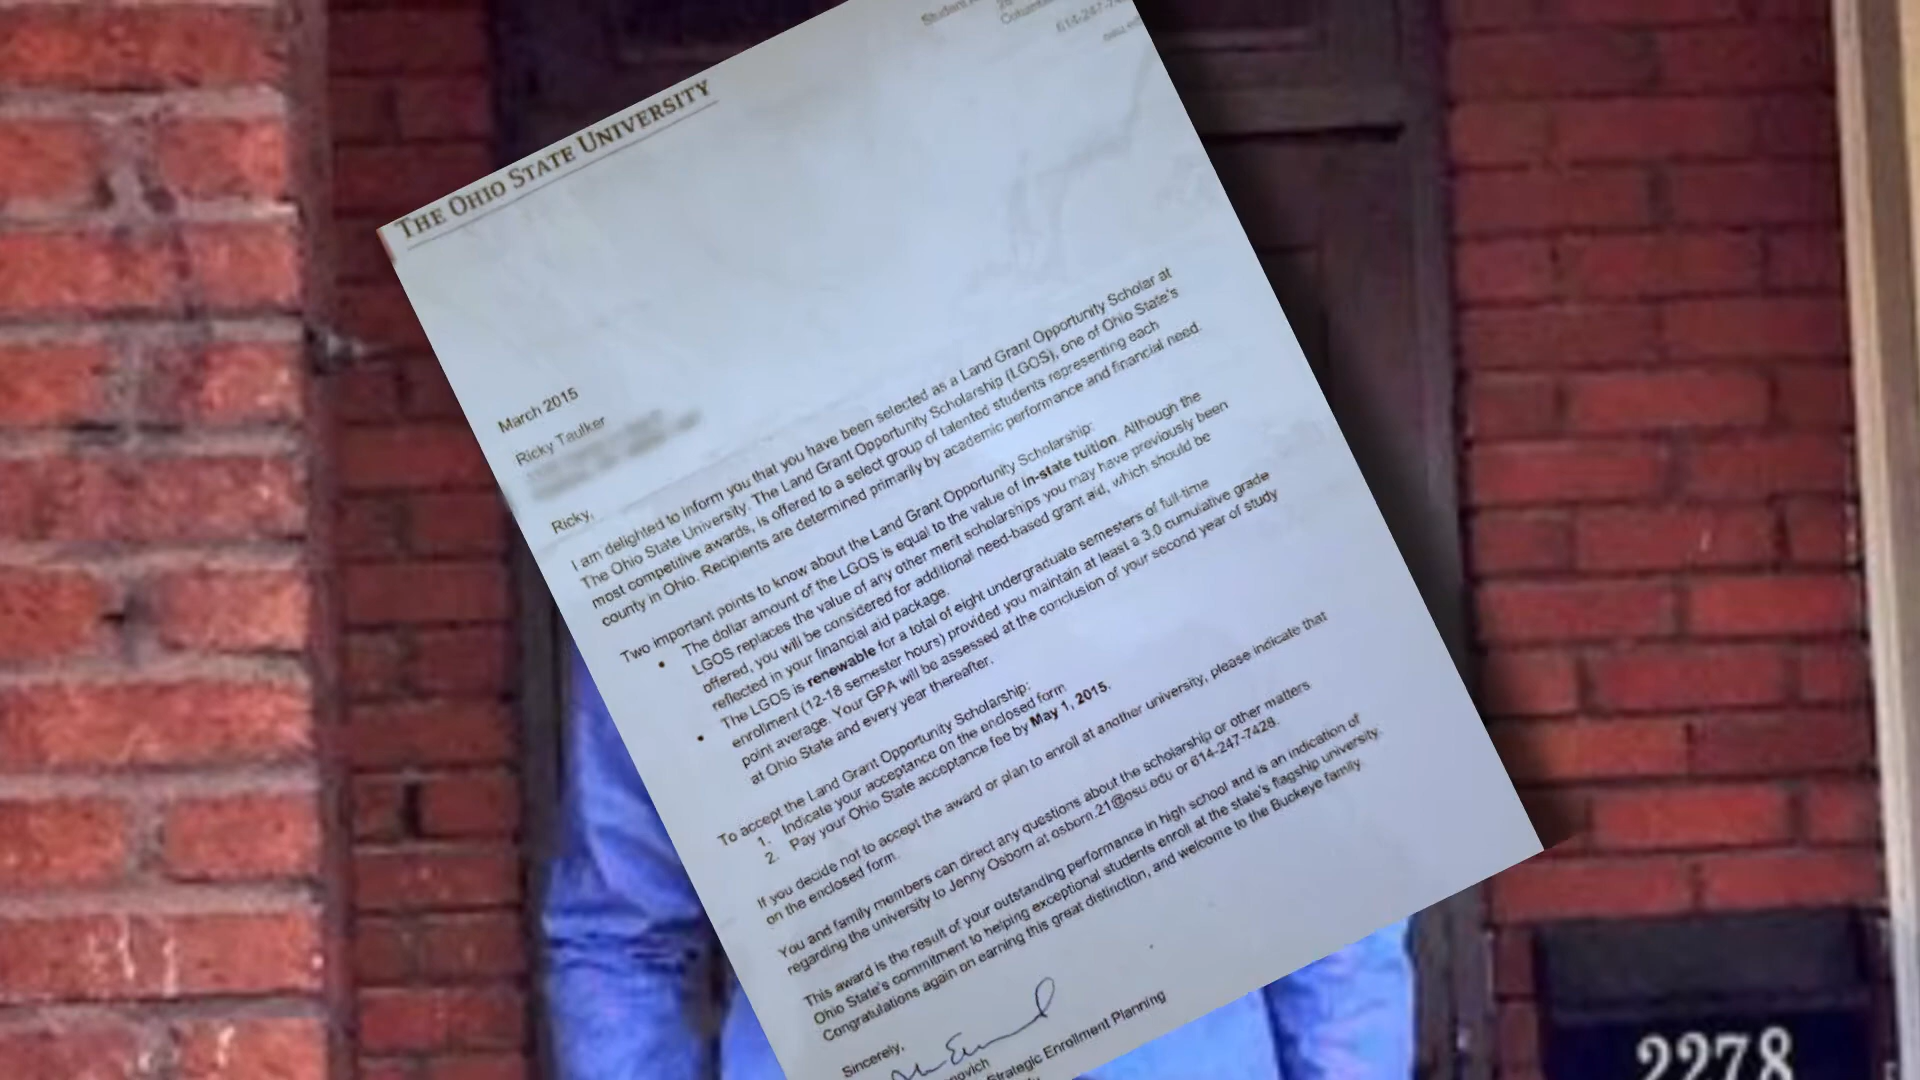 THE OHIO STATE UNIVERSITY
Student
March 2015
Ricky Taulker
Ricky,
I am delighted to inform you that you have been selected as a Land Grant Opportunity Scholar at
The Ohio State University. The Land Grant Opportunity Scholarship (LGOS), one of Ohio State's
most competitive awards, is offered to a select group of talented students representing each
county in Ohio. Recipients are determined primarily by academic performance and financial need.
Two important points to know about the Land Grant Opportunity Scholarship:
• The dollar amount of the LGOS is equal to the value of in-state tuition. Although the
LGOS replaces the value of any other merit scholarships you may have previously been
offered, you will be considered for additional need-based grant aid, which should be
reflected in your financial aid package.
• The LGOS is renewable for a total of eight undergraduate semesters of full-time
enrollment (12-18 semester hours) provided you maintain at least a 3.0 cumulative grade
point average. Your GPA will be assessed at the conclusion of your second year of study
at Ohio State and every year thereafter.
To accept the Land Grant Opportunity Scholarship:
1. Indicate your acceptance on the enclosed form
2. Pay your Ohio State acceptance fee by May 1, 2015.
If you decide not to accept the award or plan to enroll at another university, please indicate that
on the enclosed form.
You and family members can direct any questions about the scholarship or other matters
regarding the university to Jenny Osborn at osborn.21@osu.edu or 614-247-7428.
This award is the result of your outstanding performance in high school and is an indication of
Ohio State's commitment to helping exceptional students enroll at the state's flagship university.
Congratulations again on earning this great distinction, and welcome to the Buckeye family.
Sincerely,
Strategic Enrollment Planning
2278